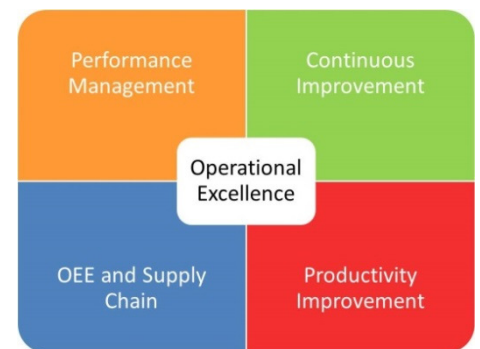 Performance
Management
Continuous
Improvement
Operational
Excellence
OEE and Supply
Chain
Productivity
Improvement